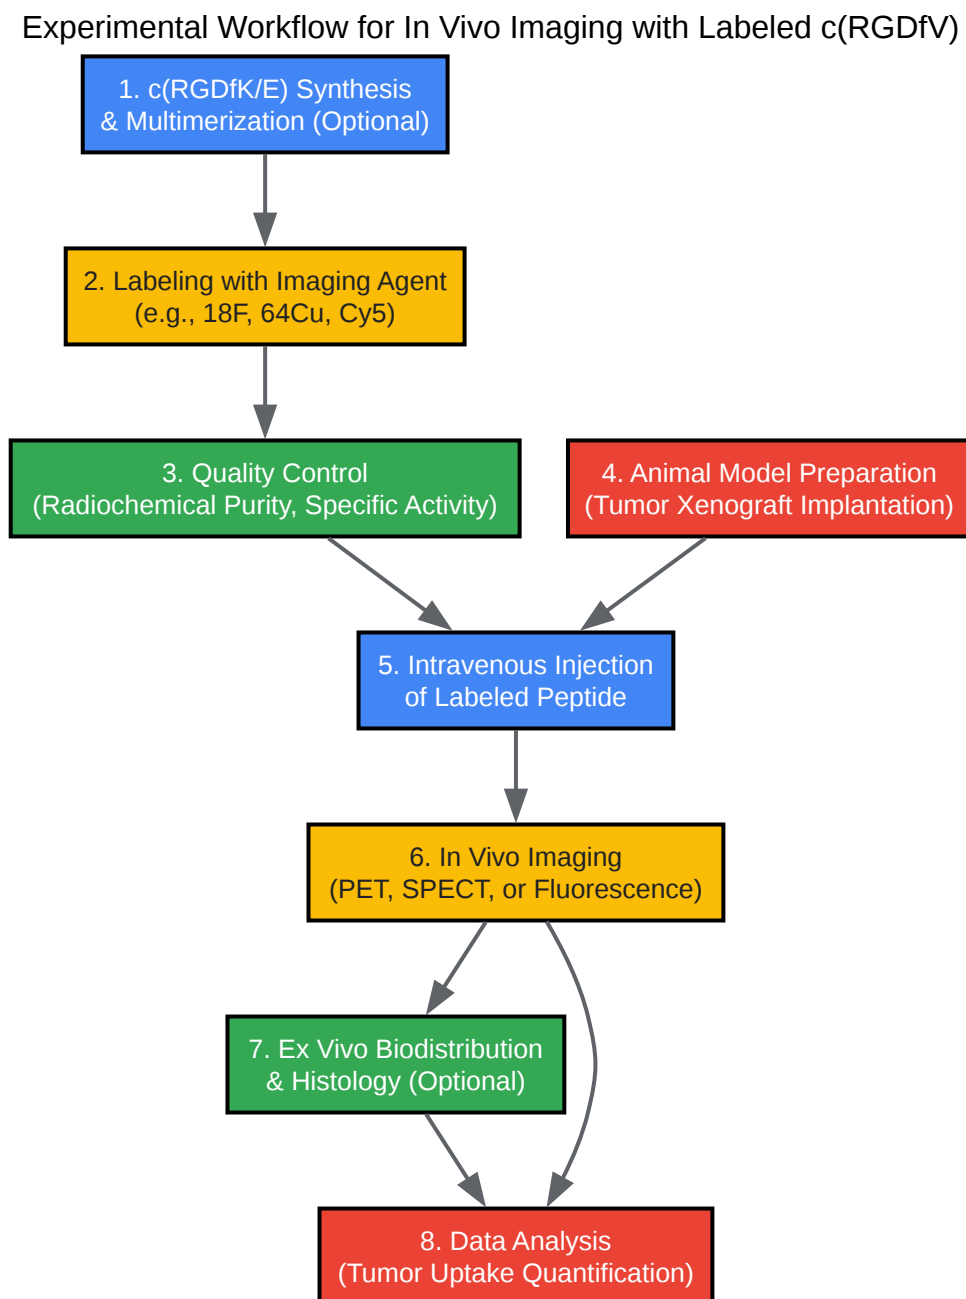 Experimental Workflow for In Vivo Imaging with Labeled c(RGDfV)
1. c(RGDfK/E) Synthesis
& Multimerization (Optional)
2. Labeling with Imaging Agent
(e.g., 18F, 64Cu, Cy5)
3. Quality Control
(Radiochemical Purity, Specific Activity)
4. Animal Model Preparation
(Tumor Xenograft Implantation)
5. Intravenous Injection
of Labeled Peptide
6. In Vivo Imaging
(PET, SPECT, or Fluorescence)
7. Ex Vivo Biodistribution
& Histology (Optional)
8. Data Analysis
(Tumor Uptake Quantification)